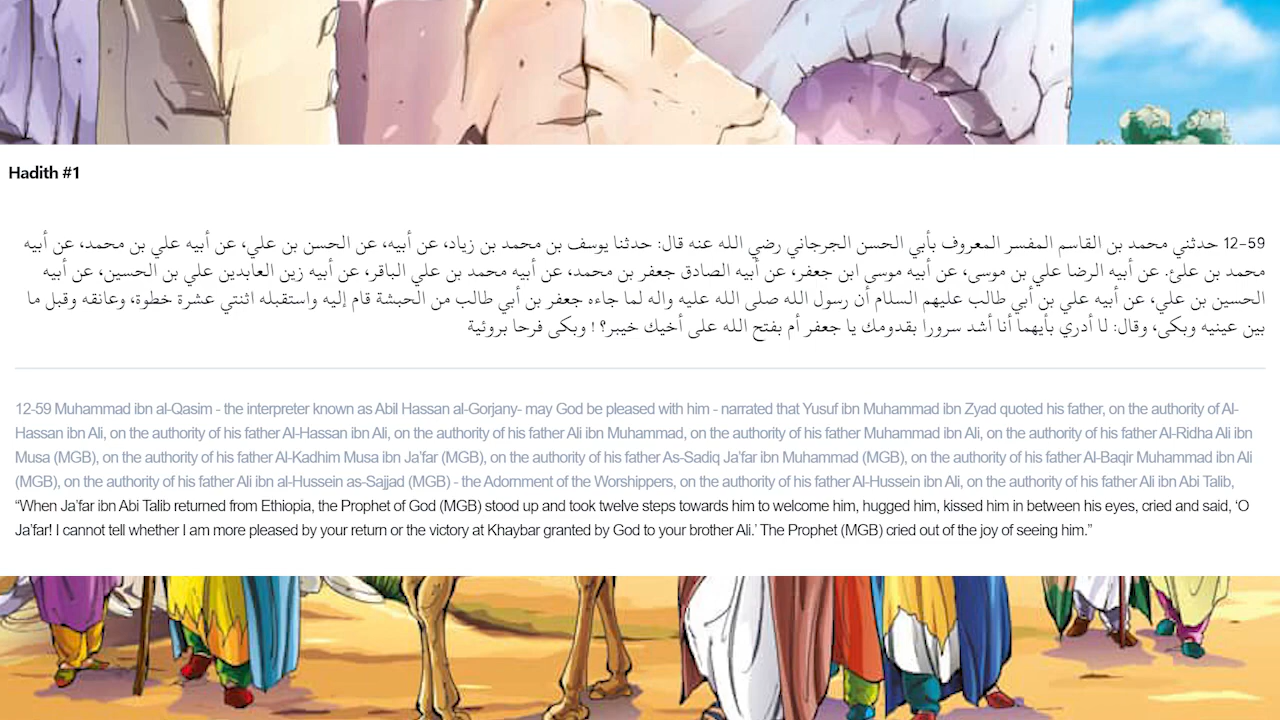 Hadith #1
12-59 حدثني محمد بن القاسم المفسر المعروف بأبي الحسن الجرجاني رضي الله عنه قال: حدثنا يوسف بن محمد بن زياد، عن أبيه، عن الحسن بن علي، عن أبيه علي بن محمد، عن أبيه
محمد بن علئ. عن أبيه الرضا علي بن موسى، عن أبيه موسى ابن جعفر، عن أبيه الصادق جعفر بن محمد، عن أبيه محمد بن علي الباقر، عن أبيه زين العابدين علي بن الحسين، عن أبيه
الحسين بن علي، عن أبيه علي بن أبي طالب عليهم السلام أن رسول الله صلى الله عليه واله لما جاءه جعفر بن أبي طالب من الحبشة قام إليه واستقبله اثنتي عشرة خطوة، وعانقه وقبل ما
بين عينيه وبكى، وقال: لا أدري بأيهما أنا أشد سرورا بقدومك يا جعفر أم بفتح الله على أخيك خيبر؟ ! وبكى فرحا بروئية
12-59 Muhammad ibn al-Qasim - the interpreter known as Abil Hassan al-Gorjany- may God be pleased with him - narrated that Yusuf ibn Muhammad ibn Zyad quoted his father, on the authority of Al-
Hassan ibn Ali, on the authority of his father Al-Hassan ibn Ali, on the authority of his father Ali ibn Muhammad, on the authority of his father Muhammad ibn Ali, on the authority of his father Al-Ridha Ali ibn
Musa (MGB), on the authority of his father Al-Kadhim Musa ibn Ja’far (MGB), on the authority of his father As-Sadiq Ja’far ibn Muhammad (MGB), on the authority of his father Al-Baqir Muhammad ibn Ali
(MGB), on the authority of his father Ali ibn al-Hussein as-Sajjad (MGB) - the Adornment of the Worshippers, on the authority of his father Al-Hussein ibn Ali, on the authority of his father Ali ibn Abi Talib,
“When Ja’far ibn Abi Talib returned from Ethiopia, the Prophet of God (MGB) stood up and took twelve steps towards him to welcome him, hugged him, kissed him in between his eyes, cried and said, ‘O
Ja’far! I cannot tell whether I am more pleased by your return or the victory at Khaybar granted by God to your brother Ali.’ The Prophet (MGB) cried out of the joy of seeing him.”